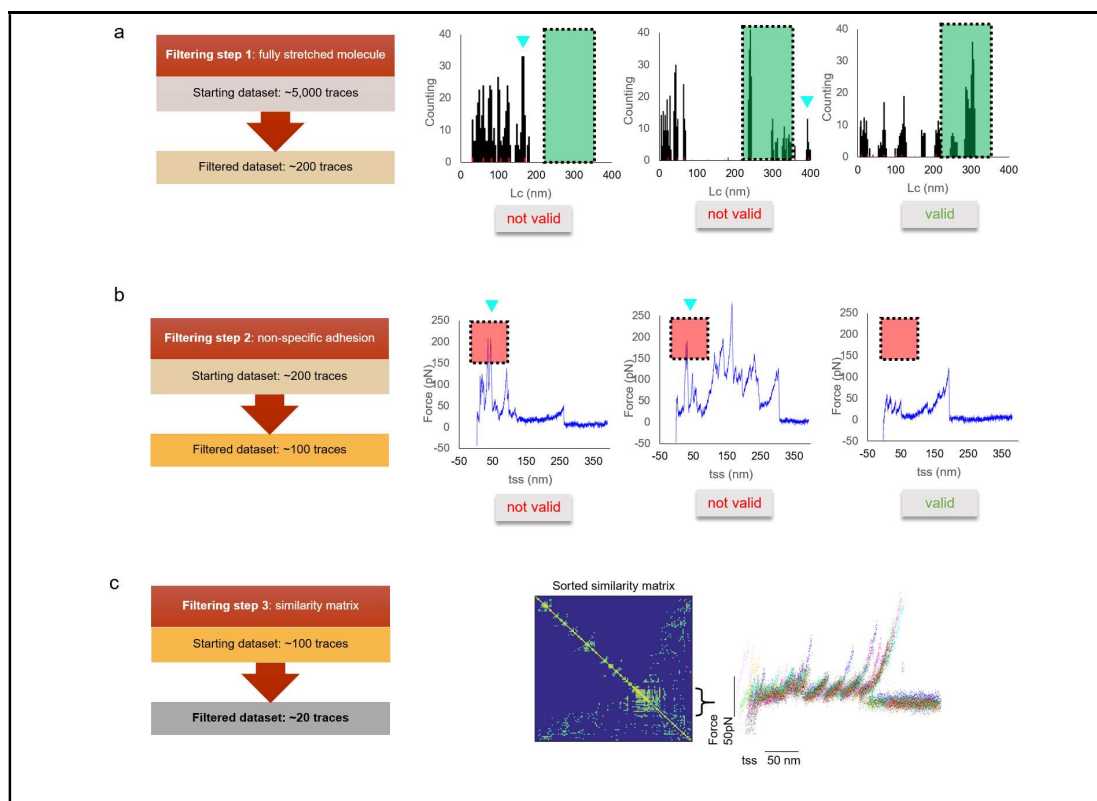 a
Filtering step 1: fully stretched molecule
Starting dataset: ~5,000 traces
Filtered dataset: ~200 traces
Counting
40
30
20
10
0
0 100 200 300 400
Lc (nm)
not valid
Counting
40
30
20
10
0
0 100 200 300 400
Lc (nm)
not valid
Counting
40
30
20
10
0
0 100 200 300 400
Lc (nm)
valid
b
Filtering step 2: non-specific adhesion
Starting dataset: ~200 traces
Filtered dataset: ~100 traces
Force (pN)
250
200
150
100
50
0
-50
-50 50 150 250 350
tss (nm)
not valid
Force (pN)
250
200
150
100
50
0
-50
-50 50 150 250 350
tss (nm)
not valid
Force (pN)
250
200
150
100
50
0
-50
-50 50 150 250 350
tss (nm)
valid
c
Filtering step 3: similarity matrix
Starting dataset: ~100 traces
Filtered dataset: ~20 traces
Sorted similarity matrix
Force
50pN
tss 50 nm